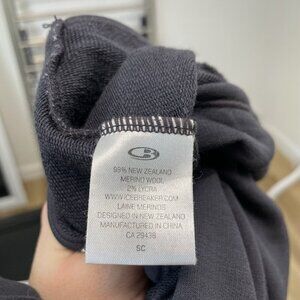 98% NEW ZEALAND
MERINO WOOL
2% LYCRA
WWW.ICEBREAKER.COM
LAINE MERINOS
DESIGNED IN NEW ZEALAND
MANUFACTURED IN CHINA
CA 29438
SC